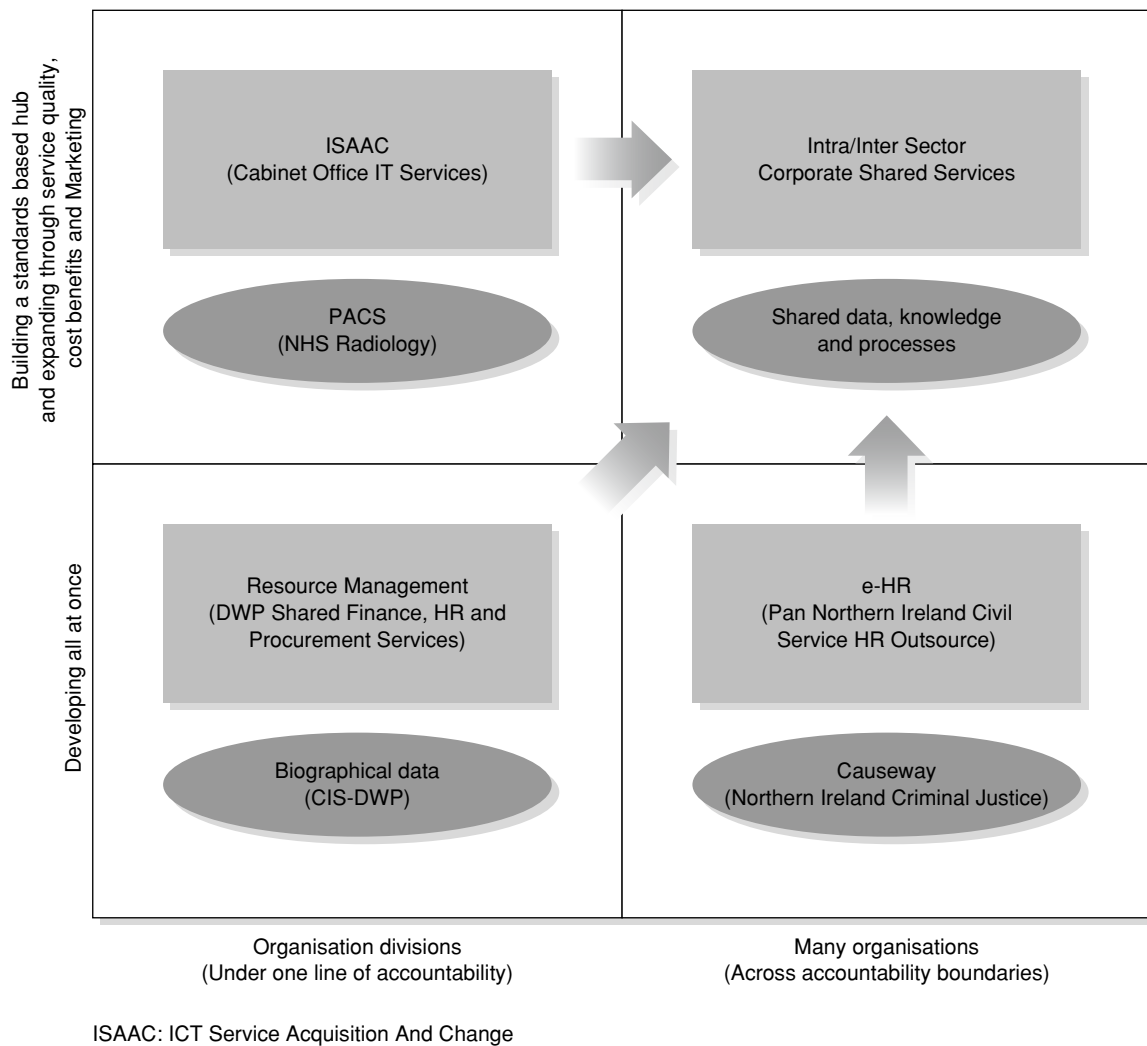 Building a standards based hub
and expanding through service quality,
cost benefits and Marketing
ISAAC
(Cabinet Office IT Services)
Intra/Inter Sector
Corporate Shared Services
PACS
(NHS Radiology)
Shared data, knowledge
and processes
Developing all at once
Resource Management
(DWP Shared Finance, HR and
Procurement Services)
e-HR
(Pan Northern Ireland Civil
Service HR Outsource)
Biographical data
(CIS-DWP)
Causeway
(Northern Ireland Criminal Justice)
Organisation divisions
(Under one line of accountability)
Many organisations
(Across accountability boundaries)
ISAAC: ICT Service Acquisition And Change